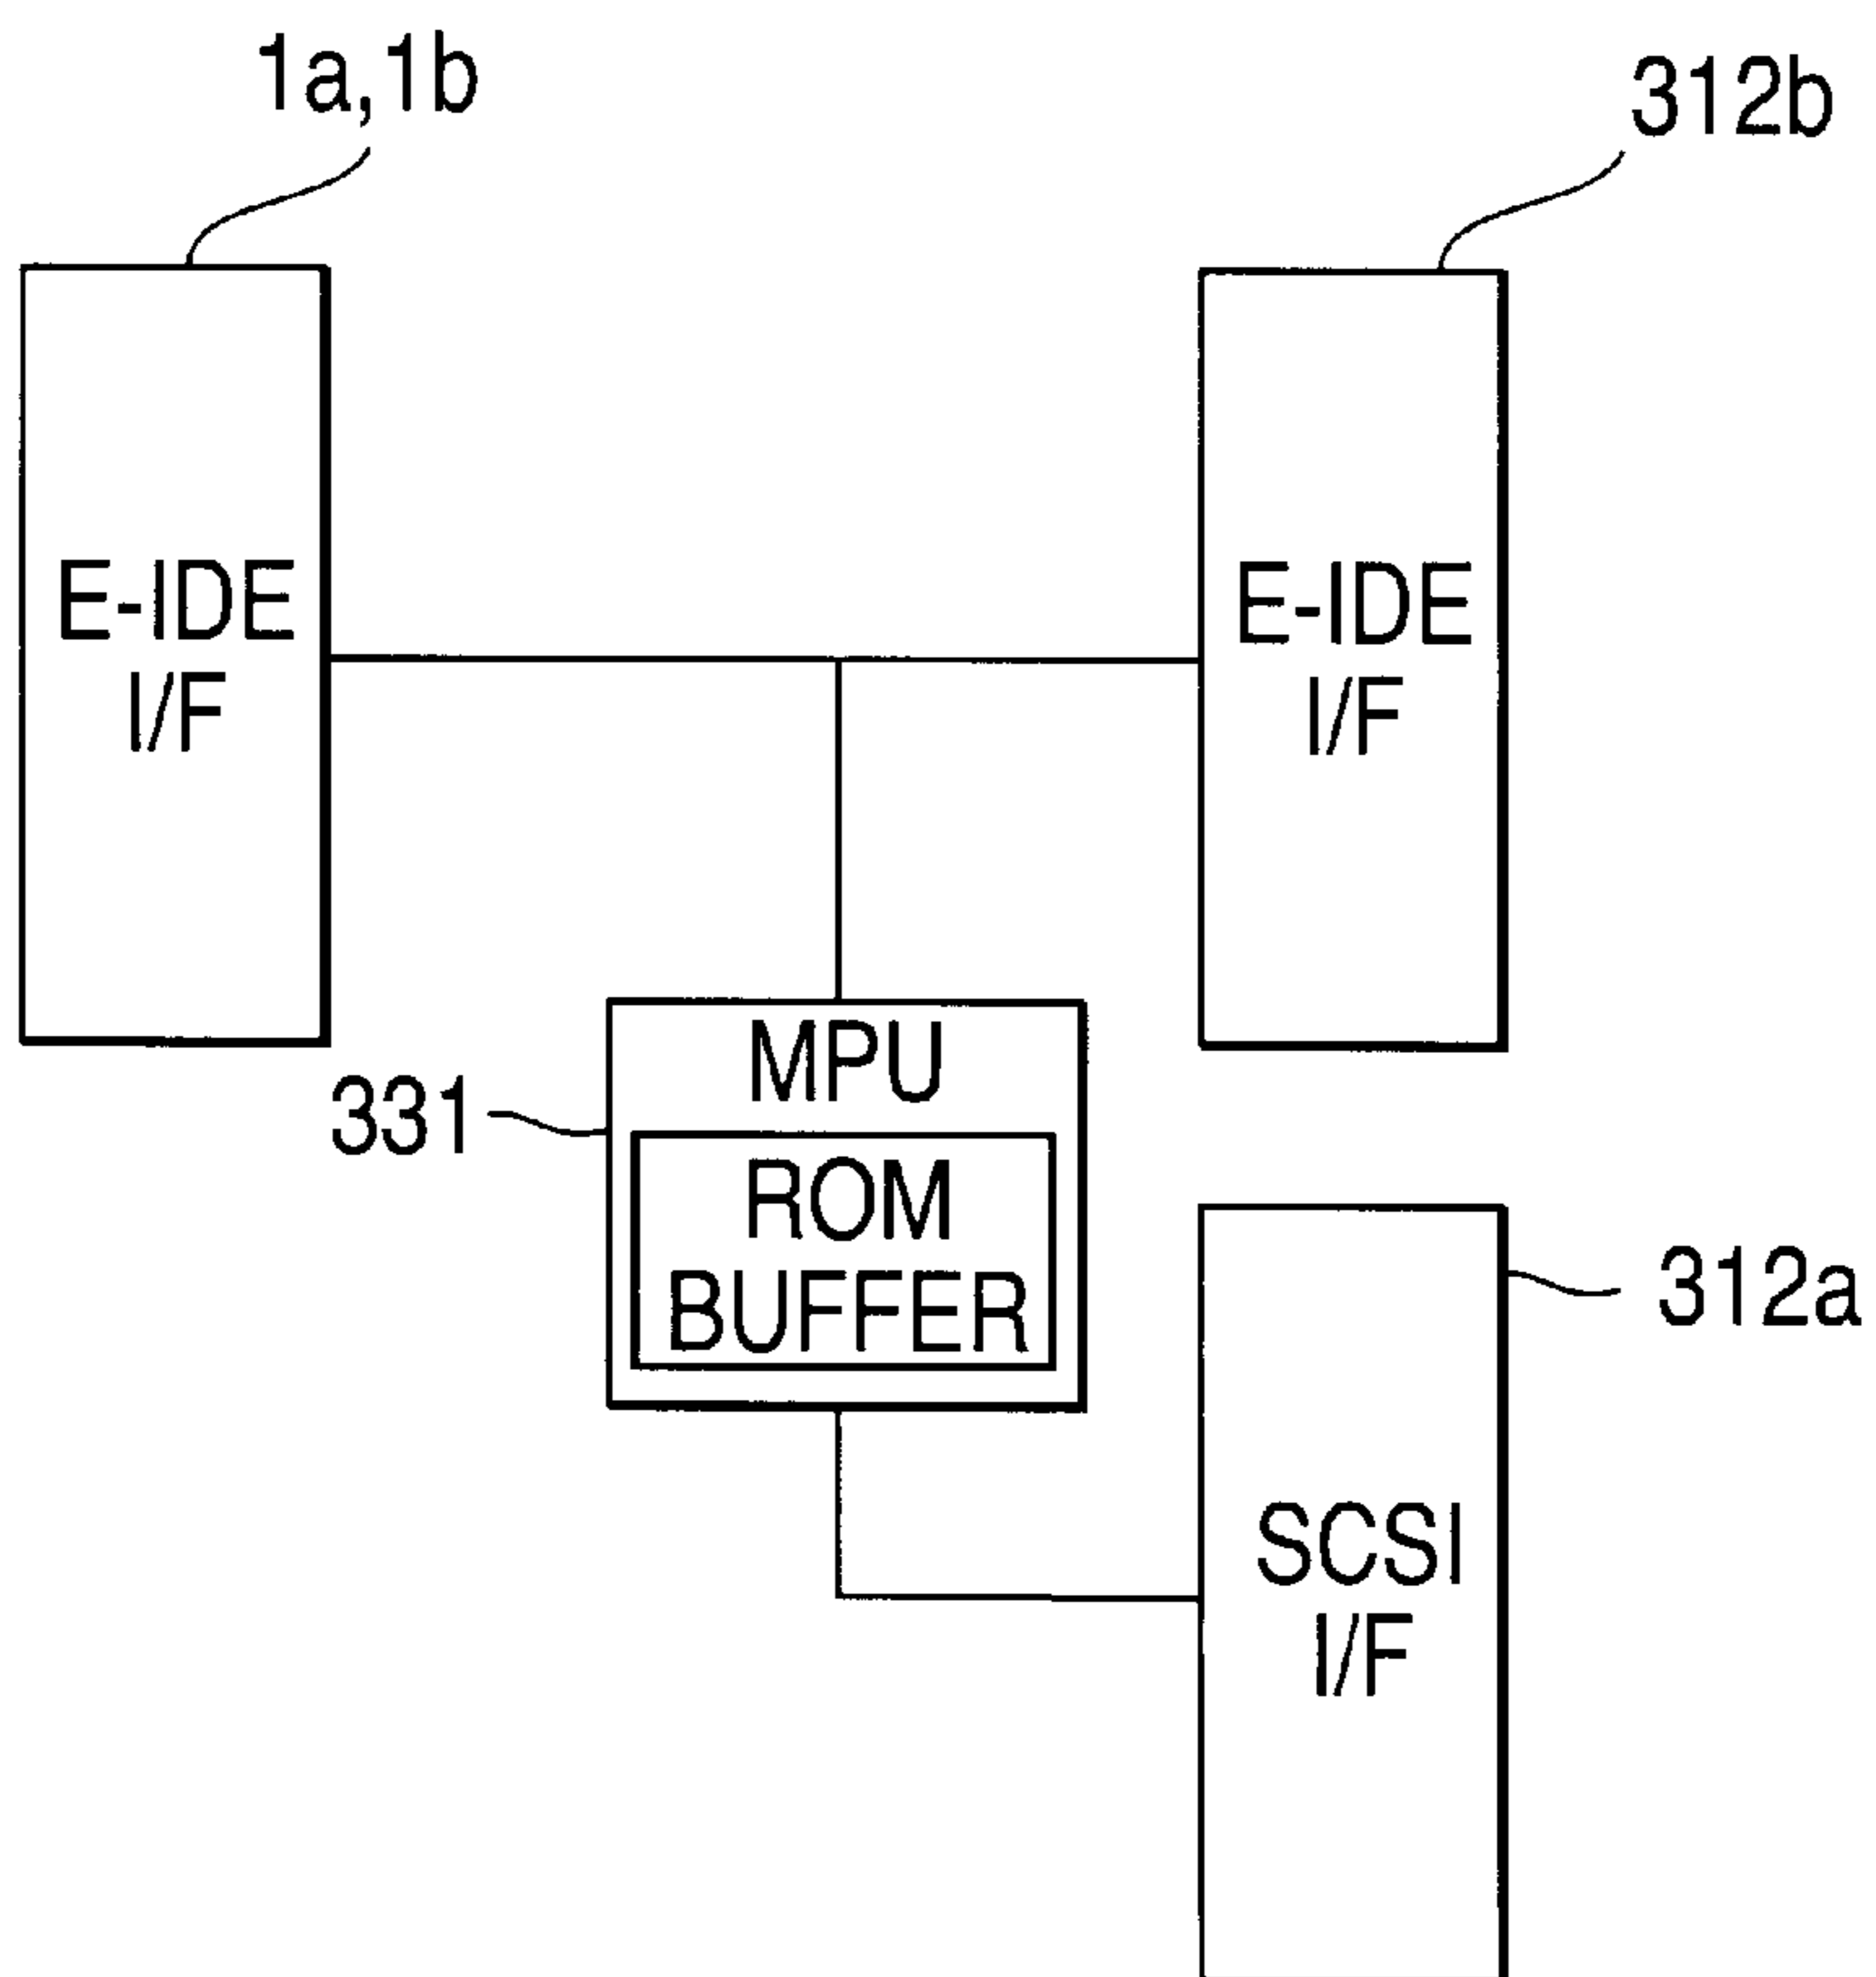 1a,1b
312b
E-IDE
I/F
E-IDE
I/F
MPU
331
ROM
BUFFER
312a
SCSI
I/F